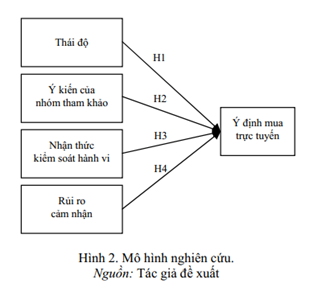 Thái độ
H1
Ý kiến của
nhóm tham khảo
H2
Ý định mua
trực tuyến
Nhận thức
kiểm soát hành vi
H3
H4
Rủi ro
cảm nhận
Hình 2. Mô hình nghiên cứu.
Nguồn: Tác giả đề xuất